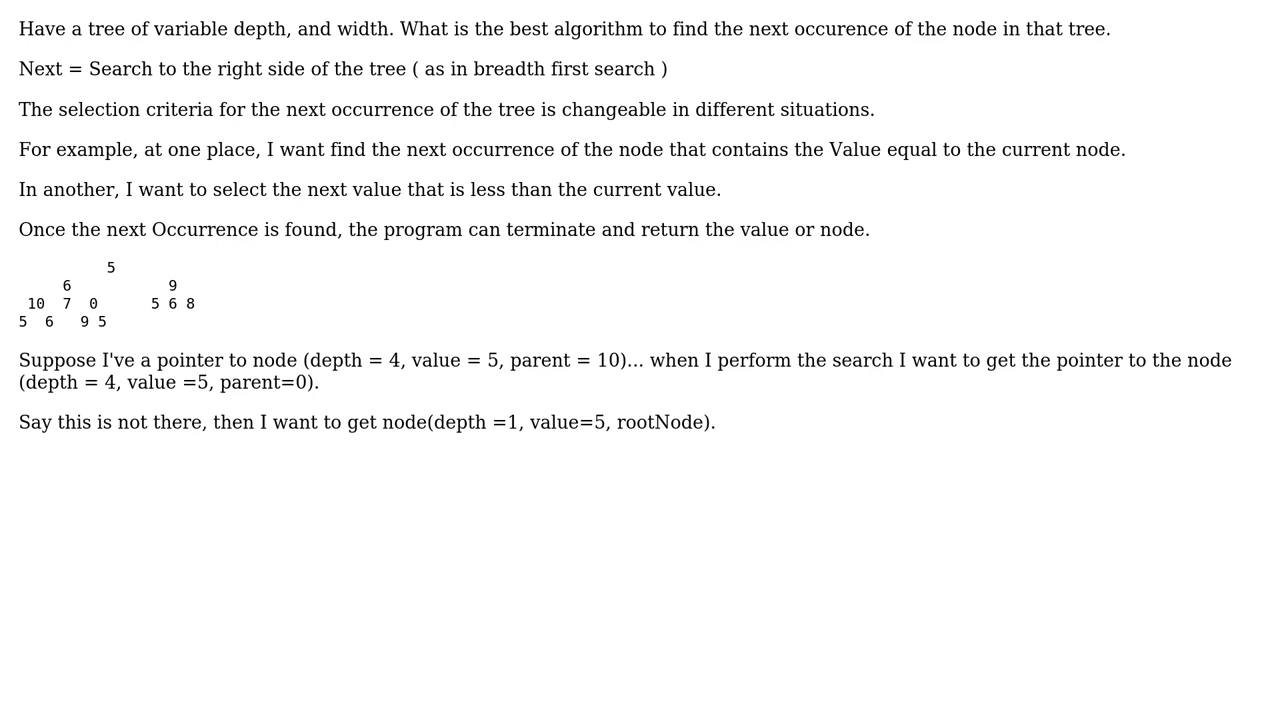 Have a tree of variable depth, and width. What is the best algorithm to find the next occurence of the node in that tree.
Next = Search to the right side of the tree ( as in breadth first search )
The selection criteria for the next occurrence of the tree is changeable in different situations.
For example, at one place, I want find the next occurrence of the node that contains the Value equal to the current node.
In another, I want to select the next value that is less than the current value.
Once the next Occurrence is found, the program can terminate and return the value or node.
          5
     6           9
 10  7  0      5 6 8
5  6   9 5
Suppose I've a pointer to node (depth = 4, value = 5, parent = 10)... when I perform the search I want to get the pointer to the node
(depth = 4, value =5, parent=0).
Say this is not there, then I want to get node(depth =1, value=5, rootNode).